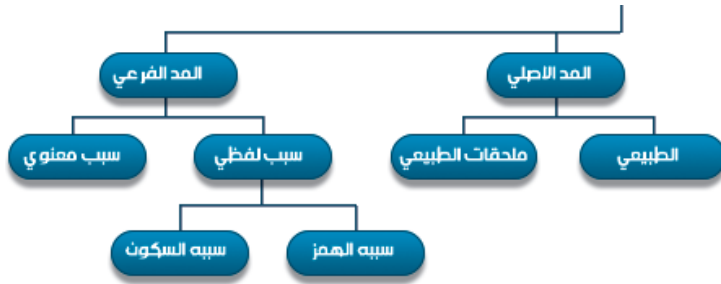 المد الاصلي
المد الفرعي
الطبيعي
ملحقات الطبيعي
سبب لفظي
سبب معنوي
سببه الهمز
سببه السكون